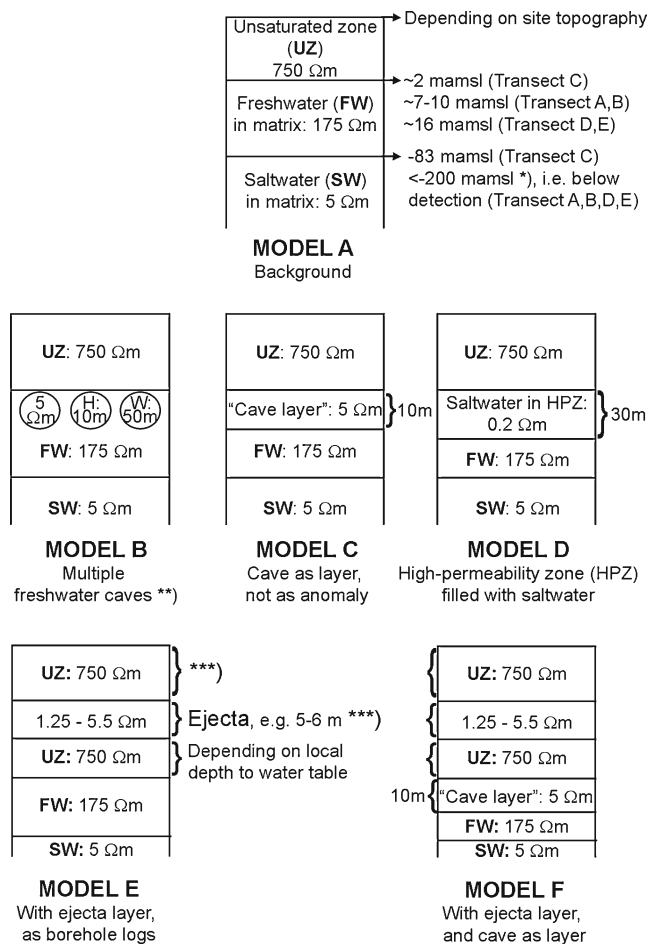 Unsaturated zone
(UZ)
750 Ωm
Depending on site topography
Freshwater (FW)
in matrix: 175 Ωm
~2 mamsl (Transect C)
~7-10 mamsl (Transect A,B)
~16 mamsl (Transect D,E)
Saltwater (SW)
in matrix: 5 Ωm
-83 mamsl (Transect C)
<-200 mamsl *), i.e. below
detection (Transect A,B,D,E)
MODEL A
Background
UZ: 750 Ωm
5 Ωm
H: 10m
W: 50m
FW: 175 Ωm
SW: 5 Ωm
MODEL B
Multiple
freshwater caves **)
UZ: 750 Ωm
"Cave layer": 5 Ωm
10m
FW: 175 Ωm
SW: 5 Ωm
MODEL C
Cave as layer,
not as anomaly
UZ: 750 Ωm
Saltwater in HPZ:
0.2 Ωm
30m
FW: 175 Ωm
SW: 5 Ωm
MODEL D
High-permeability zone (HPZ)
filled with saltwater
UZ: 750 Ωm
***)
1.25 - 5.5 Ωm
Ejecta, e.g. 5-6 m ***)
UZ: 750 Ωm
Depending on local
depth to water table
FW: 175 Ωm
SW: 5 Ωm
MODEL E
With ejecta layer,
as borehole logs
UZ: 750 Ωm
1.25 - 5.5 Ωm
UZ: 750 Ωm
10m
"Cave layer": 5 Ωm
FW: 175 Ωm
SW: 5 Ωm
MODEL F
With ejecta layer,
and cave as layer